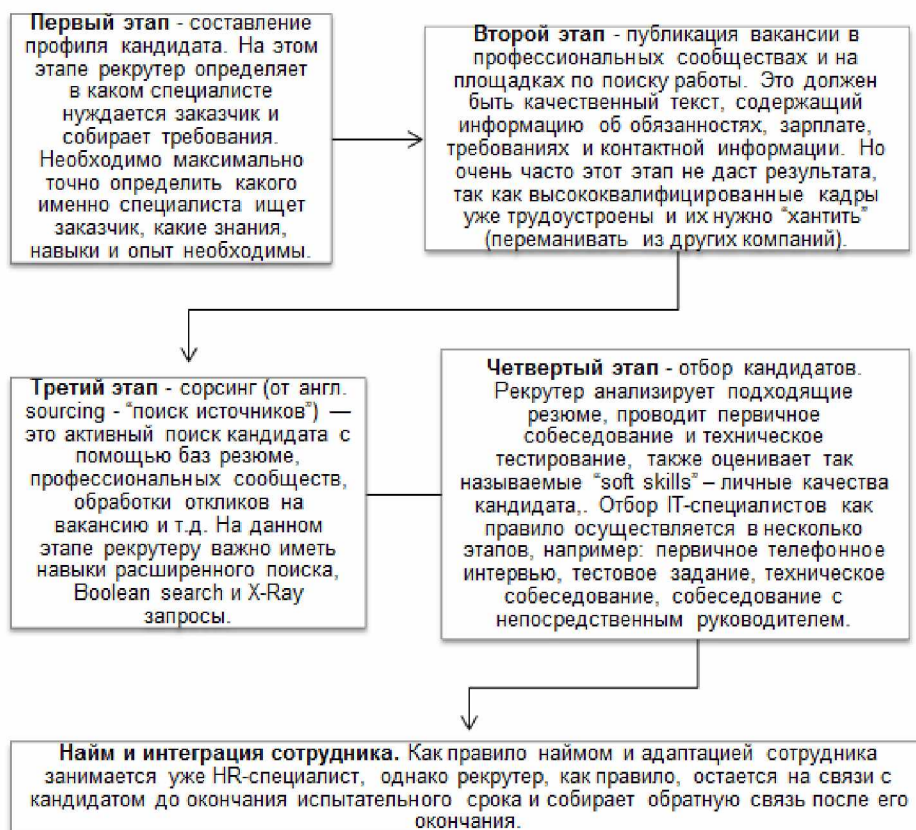 Первый этап - составление
профиля кандидата. На этом
этапе рекрутер определяет
в каком специалисте
нуждается заказчик и
собирает требования.
Необходимо максимально
точно определить какого
именно специалиста ищет
заказчик, какие знания,
навыки и опыт необходимы.
Второй этап - публикация вакансии в
профессиональных сообществах и на
площадках по поиску работы. Это должен
быть качественный текст, содержащий
информацию об обязанностях, зарплате,
требованиях и контактной информации. Но
очень часто этот этап не даст результата,
так как высококвалифицированные кадры
уже трудоустроены и их нужно “хантить”
(переманивать из других компаний).
Третий этап - сорсинг (от англ.
sourcing - “поиск источников”) —
это активный поиск кандидата с
помощью баз резюме,
профессиональных сообществ,
обработки откликов на
вакансию и т.д. На данном
этапе рекрутеру важно иметь
навыки расширенного поиска,
Boolean search и X-Ray
запросы.
Четвертый этап - отбор кандидатов.
Рекрутер анализирует подходящие
резюме, проводит первичное
собеседование и техническое
тестирование, также оценивает так
называемые “soft skills” – личные качества
кандидата,. Отбор IT-специалистов как
правило осуществляется в несколько
этапов, например: первичное телефонное
интервью, тестовое задание, техническое
собеседование, собеседование с
непосредственным руководителем.
Найм и интеграция сотрудника. Как правило наймом и адаптацией сотрудника
занимается уже HR-специалист, однако рекрутер, как правило, остается на связи с
кандидатом до окончания испытательного срока и собирает обратную связь после его
окончания.